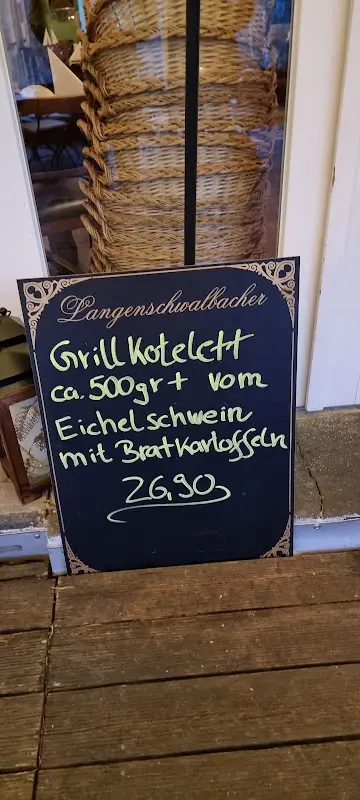 Langenschwalbacher
Grill Kotelett
ca. 500gr+ vom
Eichelschwein
mit Bratkartoffeln
26,90